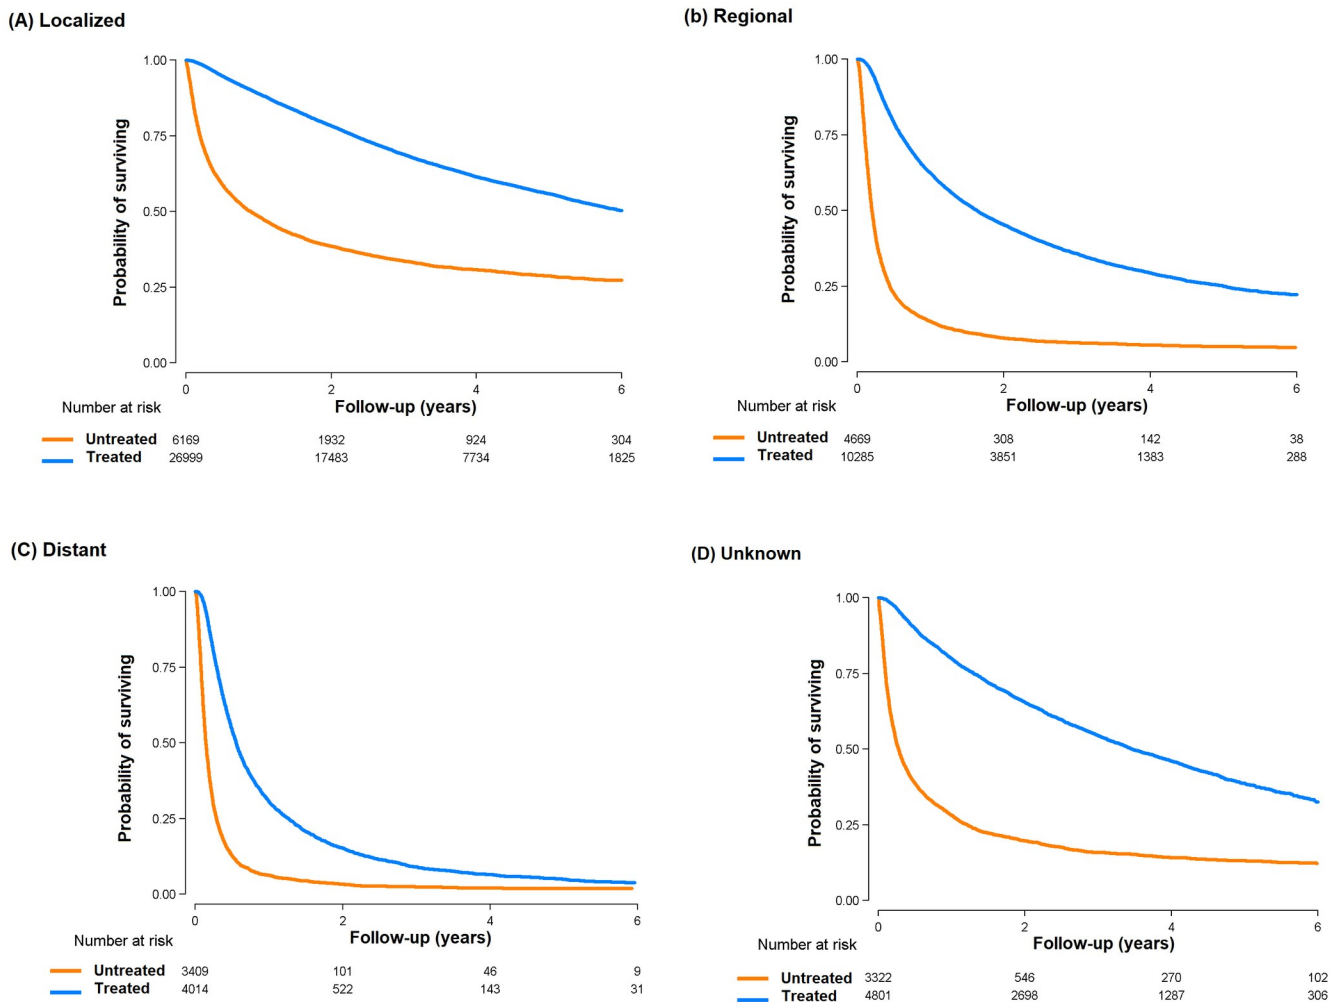 (A) Localized
1.00
0.75
0.50
0.25
0.00
Probability of surviving
0 2 4 6
Number at risk
Follow-up (years)
Untreated 6169 1932 924 304
Treated 26999 17483 7734 1825
(b) Regional
1.00
0.75
0.50
0.25
0.00
Probability of surviving
0 2 4 6
Number at risk
Follow-up (years)
Untreated 4669 308 142 38
Treated 10285 3851 1383 288
(C) Distant
1.00
0.75
0.50
0.25
0.00
Probability of surviving
0 2 4 6
Number at risk
Follow-up (years)
Untreated 3409 101 46 9
Treated 4014 522 143 31
(D) Unknown
1.00
0.75
0.50
0.25
0.00
Probability of surviving
0 2 4 6
Number at risk
Follow-up (years)
Untreated 3322 546 270 102
Treated 4801 2698 1287 306